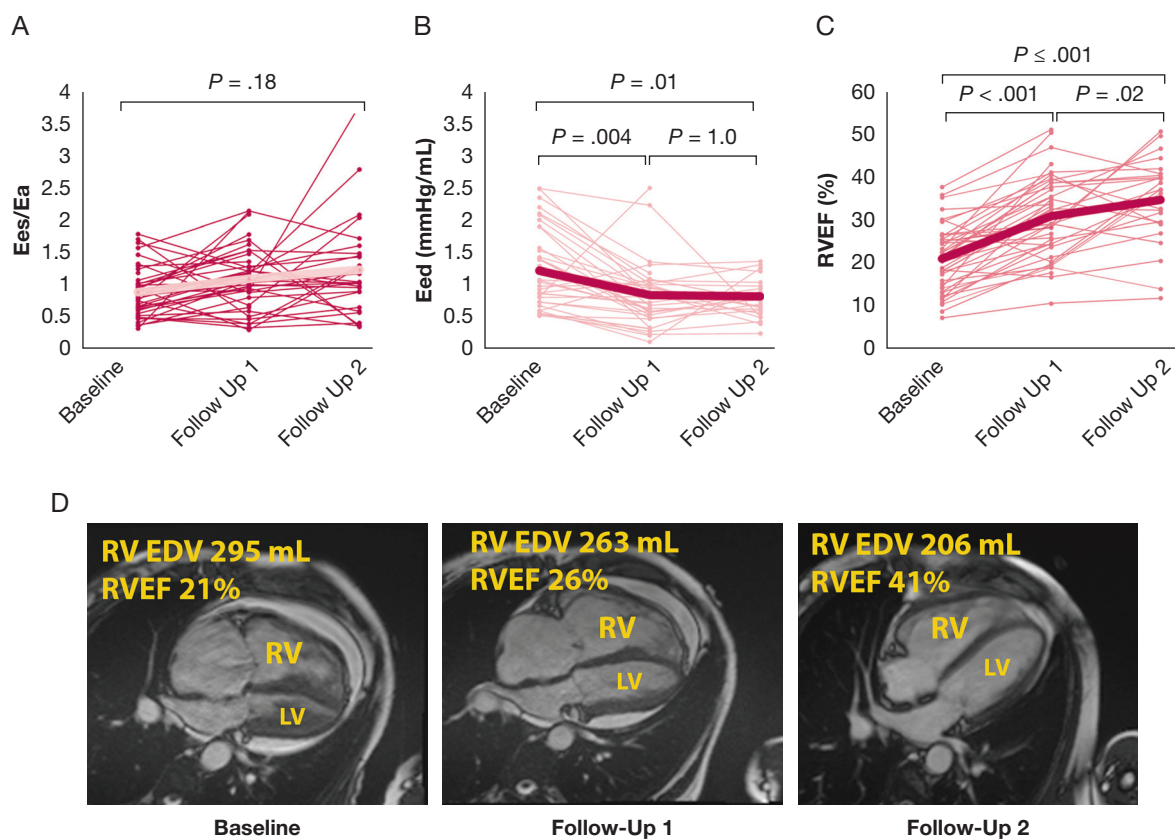 A
P = .18
Ees/Ea
4
3.5
3
2.5
2
1.5
1
0.5
0
Baseline
Follow Up 1
Follow Up 2
B
P = .01
P = .004
P = 1.0
Eed (mmHg/mL)
4
3.5
3
2.5
2
1.5
1
0.5
0
Baseline
Follow Up 1
Follow Up 2
C
P ≤ .001
P < .001
P = .02
RVEF (%)
60
50
40
30
20
10
0
Baseline
Follow Up 1
Follow Up 2
D
RV EDV 295 mL
RVEF 21%
RV
LV
Baseline
RV EDV 263 mL
RVEF 26%
RV
LV
Follow-Up 1
RV EDV 206 mL
RVEF 41%
RV
LV
Follow-Up 2